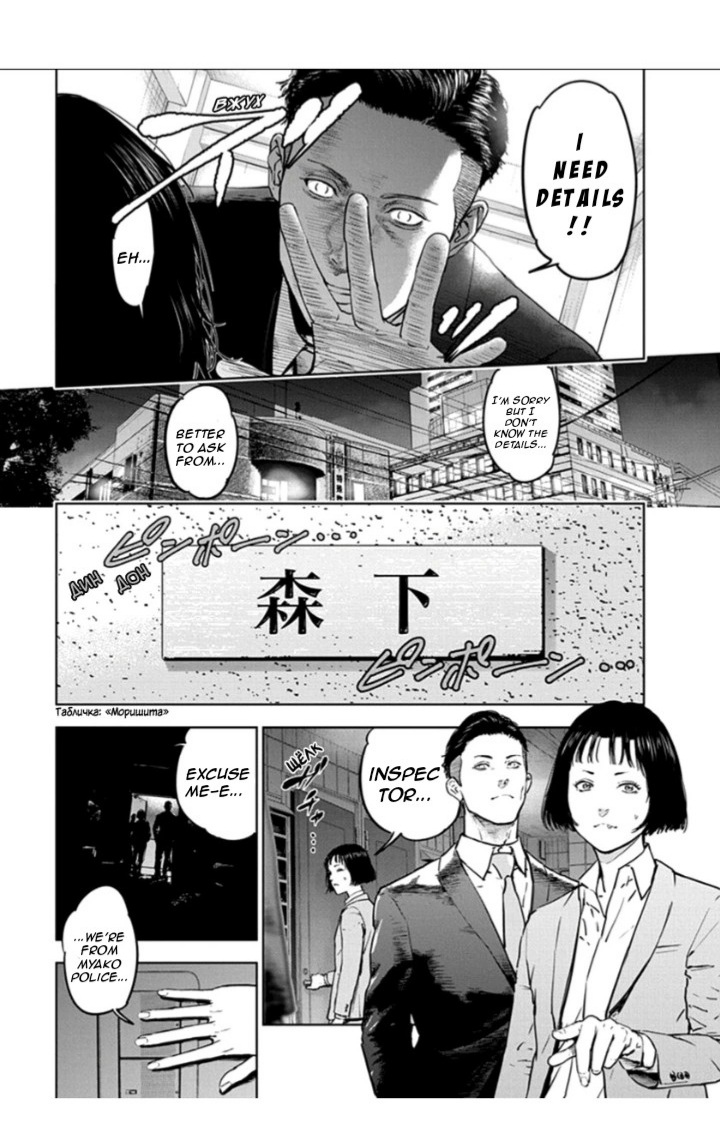 ВЖУХ
I
NEED
DETAILS
!!
EH...
I'M SORRY
BUT I
DON'T
KNOW THE
DETAILS...
BETTER
TO ASK
FROM...
ピンポーン...
ДИН
ДОН
森下
ピンポーン...
Табличка: «Моришита»
EXCUSE
ME-E...
ЩЁЛК
INSPEC
TOR...
...WE'RE
FROM
MYAKO
POLICE...